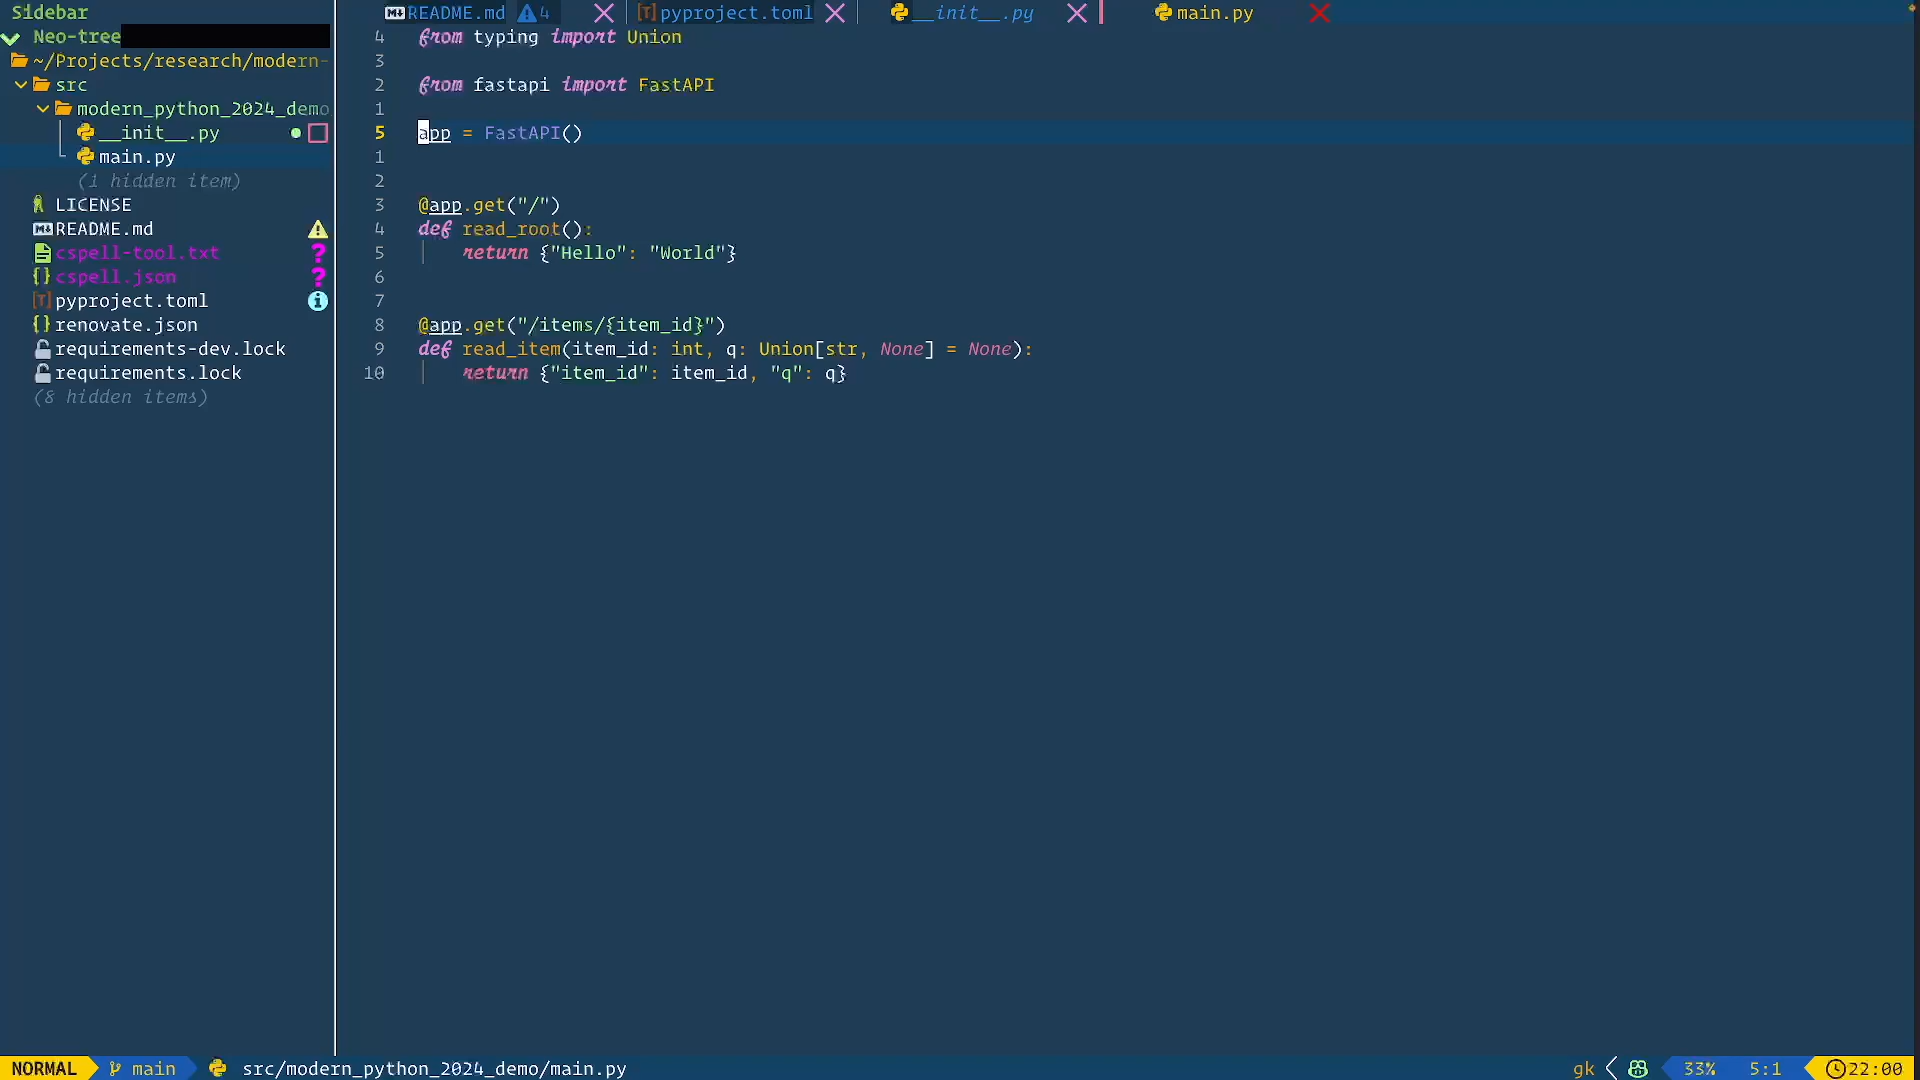 Sidebar README.md 4 pyproject.toml __init__.py main.py
Neo-tree
~/Projects/research/modern-
src
modern_python_2024_demo
__init__.py
main.py
(1 hidden item)
LICENSE
README.md
cspell-tool.txt
cspell.json
pyproject.toml
renovate.json
requirements-dev.lock
requirements.lock
(8 hidden items)
4 from typing import Union
3
2 from fastapi import FastAPI
1
5 app = FastAPI()
1
2
3 @app.get("/")
4 def read_root():
5 return {"Hello": "World"}
6
7
8 @app.get("/items/{item_id}")
9 def read_item(item_id: int, q: Union[str, None] = None):
10 return {"item_id": item_id, "q": q}
NORMAL main src/modern_python_2024_demo/main.py gk 33% 5:1 22:00